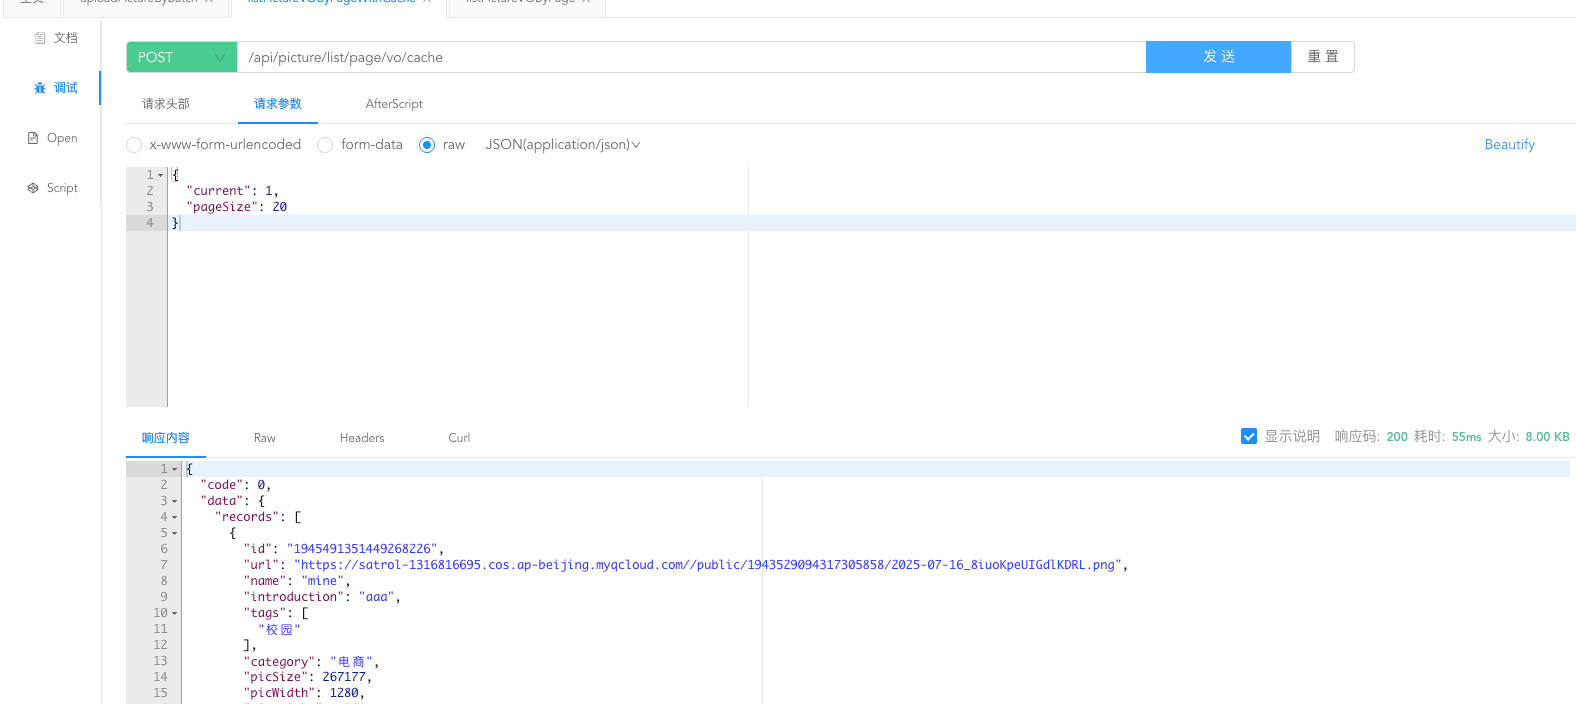 主页 uploadPictureByBatch × listPictureVOByPageWithCache × listPictureVOByPage ×
文档
调试
Open
Script
POST /api/picture/list/page/vo/cache 发 送 重 置
请求头部 请求参数 AfterScript
x-www-form-urlencoded form-data raw JSON(application/json) Beautify
1 {
2 "current": 1,
3 "pageSize": 20
4 }
响应内容 Raw Headers Curl 显示说明 响应码: 200 耗时: 55ms 大小: 8.00 KB
1 {
2 "code": 0,
3 "data": {
4 "records": [
5 {
6 "id": "1945491351449268226",
7 "url": "https://satrol-1316816695.cos.ap-beijing.myqcloud.com//public/1943529094317305858/2025-07-16_8iuoKpeUIGdlKDRL.png",
8 "name": "mine",
9 "introduction": "aaa",
10 "tags": [
11 "校园"
12 ],
13 "category": "电商",
14 "picSize": 267177,
15 "picWidth": 1280,